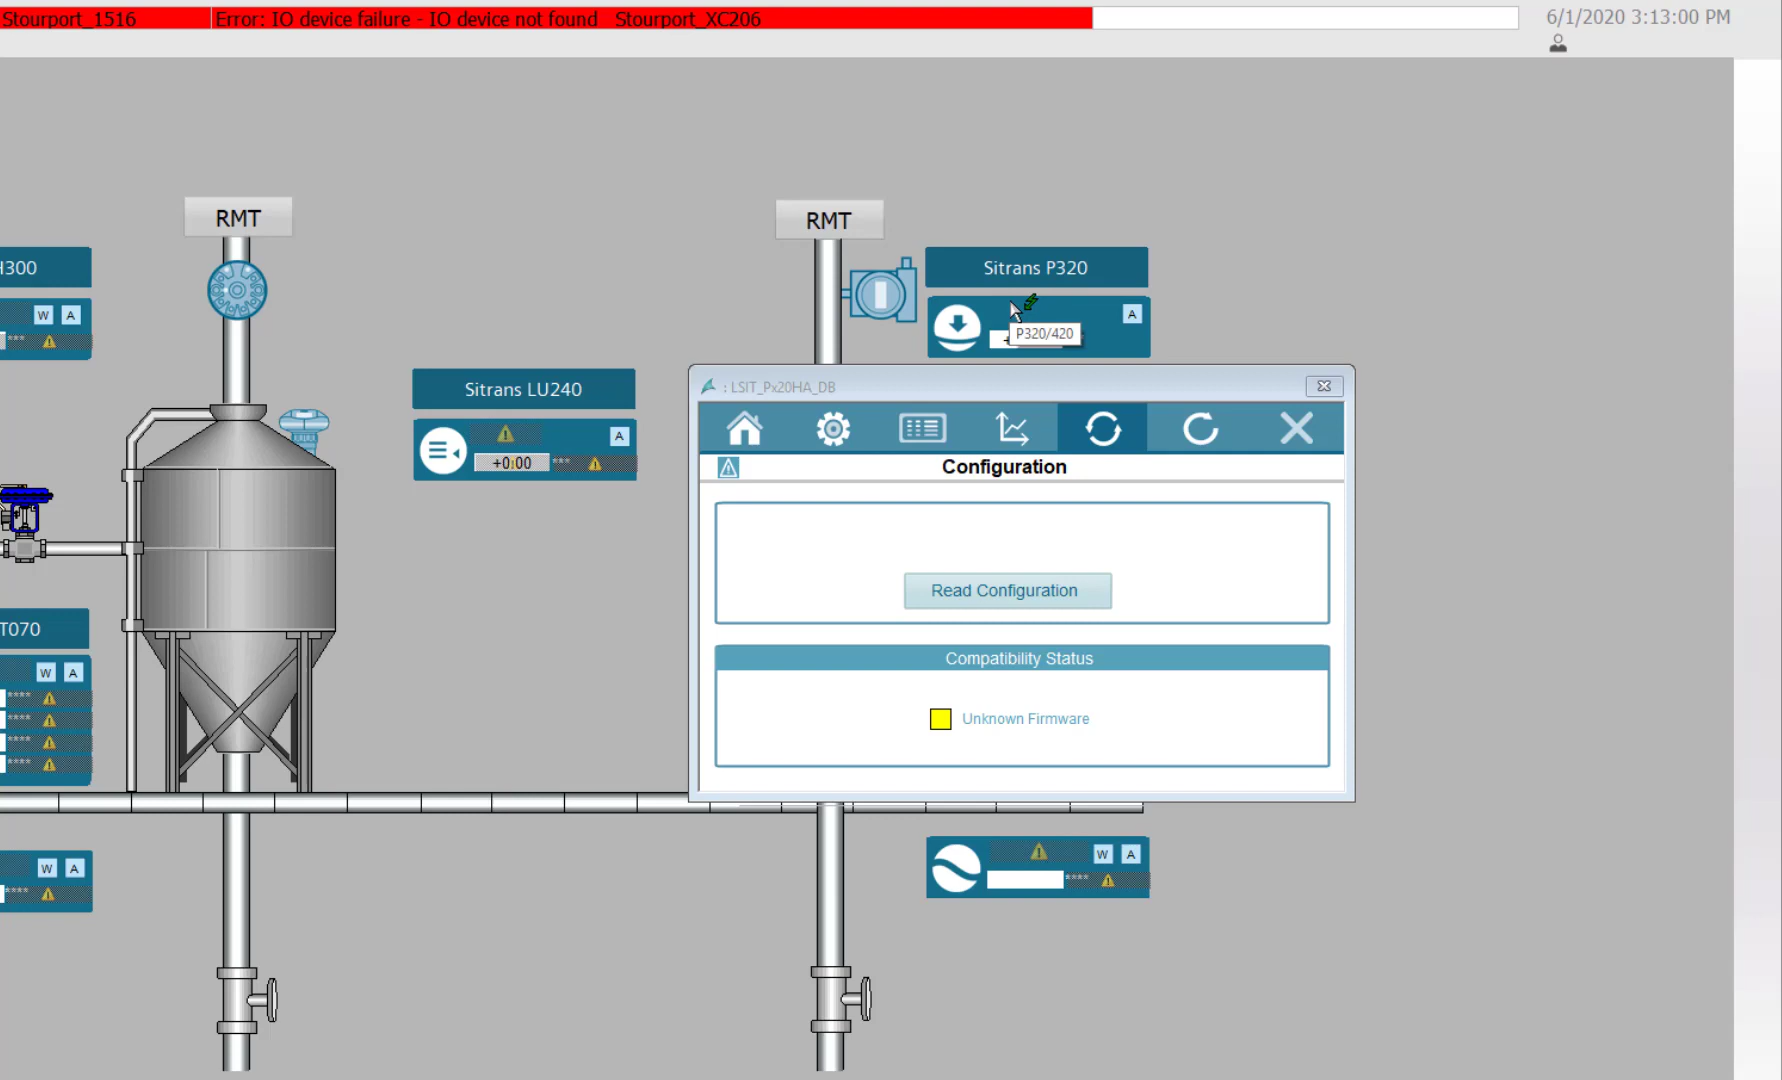 Stourport_1516 Error: IO device failure - IO device not found Stourport_XC206
6/1/2020 3:13:00 PM
RMT
RMT
H300
Sitrans P320
W A
***
A
P320/420
Sitrans LU240
A
+0.00 ***
: LSIT_Px20HA_DB
Configuration
Read Configuration
Compatibility Status
Unknown Firmware
T070
W A
****
****
****
****
W A
****
W A
****